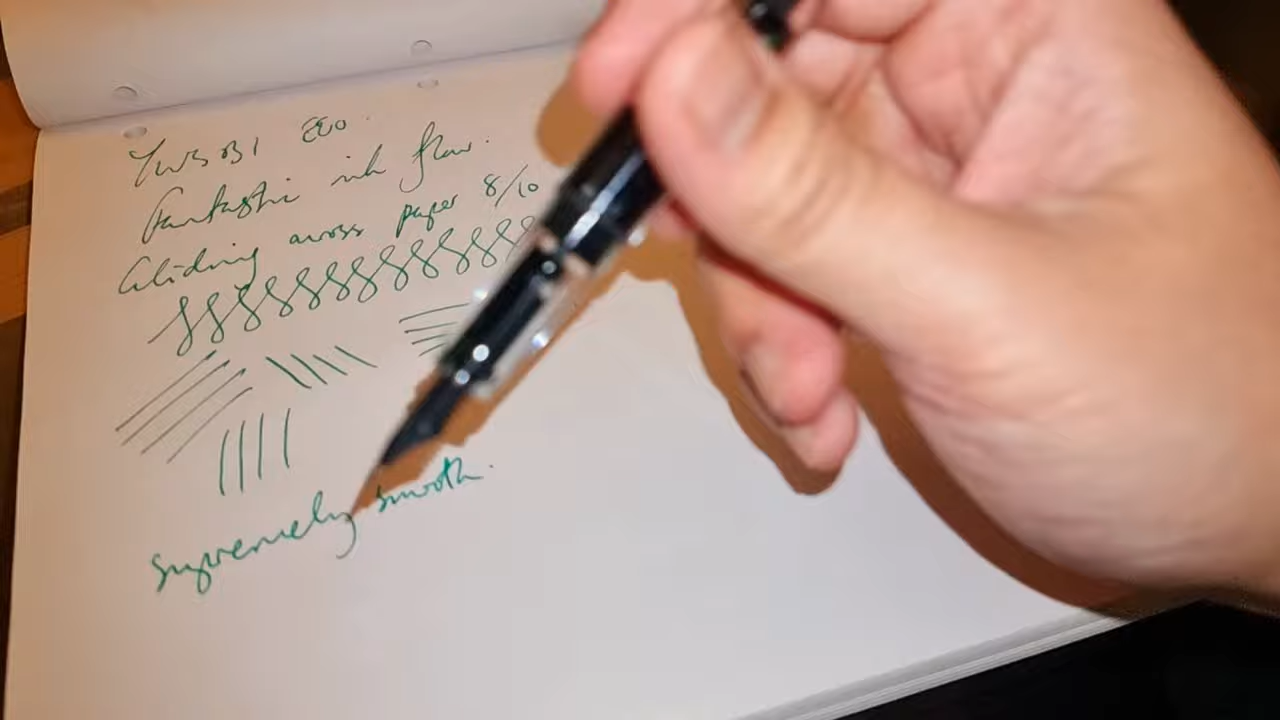 TWSBI ECO.
fantastic ink flow.
Gliding across paper 8/10
supremely smooth.